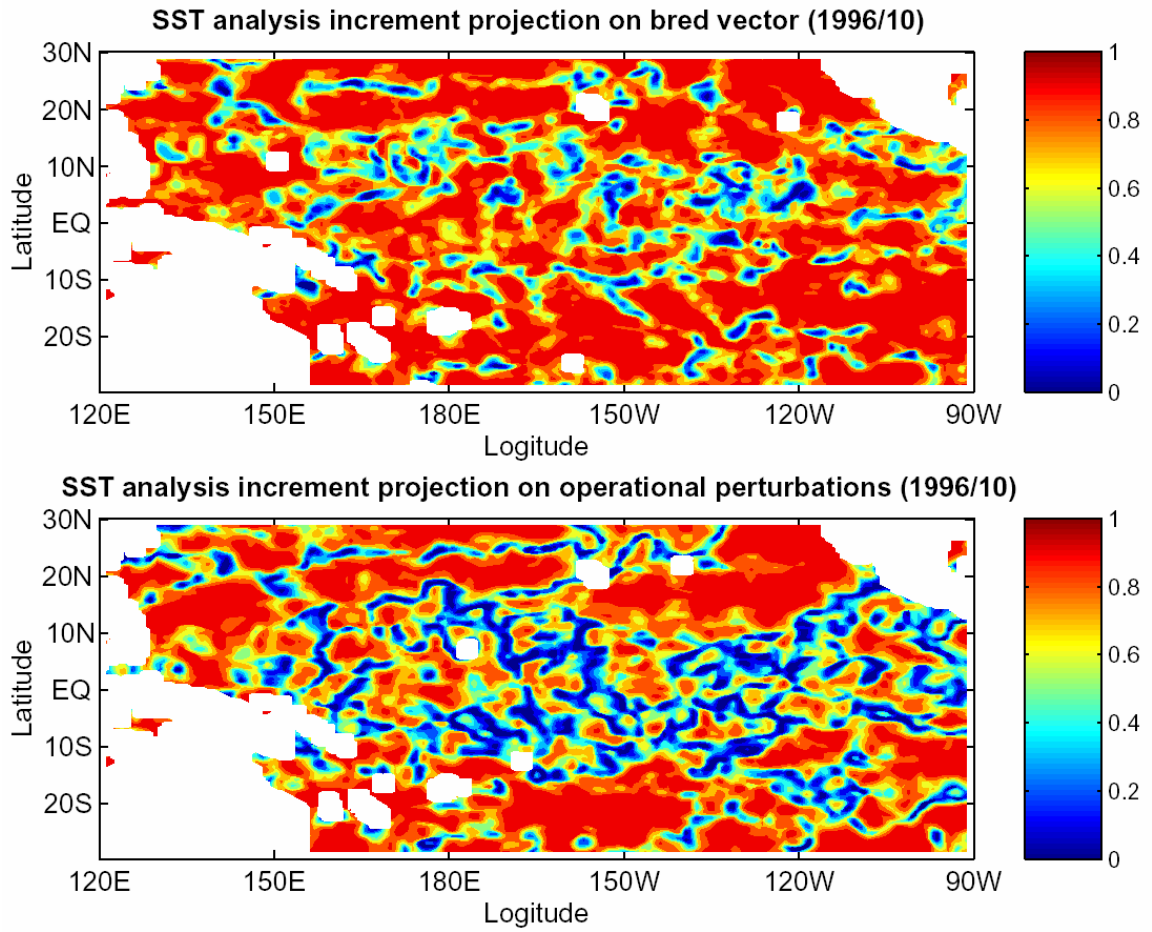 SST analysis increment projection on bred vector (1996/10)
30N
20N
10N
EQ
10S
20S
Latitude
120E 150E 180E 150W 120W 90W
Logitude
1
0.8
0.6
0.4
0.2
0
SST analysis increment projection on operational perturbations (1996/10)
30N
20N
10N
EQ
10S
20S
Latitude
120E 150E 180E 150W 120W 90W
Logitude
1
0.8
0.6
0.4
0.2
0